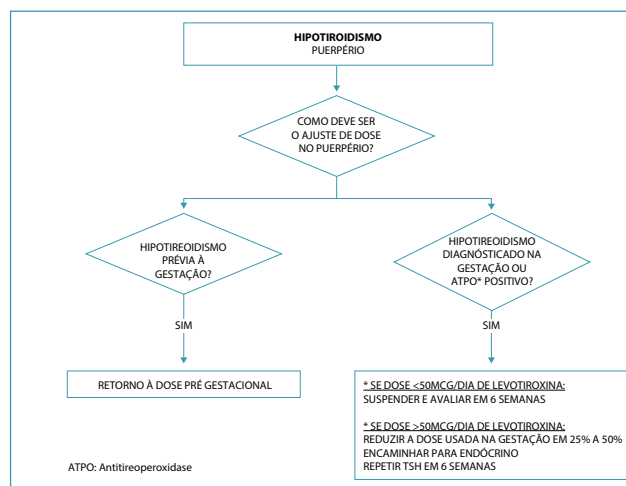 HIPOTIROIDISMO
PUERPÉRIO
COMO DEVE SER
O AJUSTE DE DOSE
NO PUERPÉRIO?
HIPOTIREOIDISMO
PRÉVIA À
GESTAÇÃO?
HIPOTIREOIDISMO
DIAGNÓSTICADO NA
GESTAÇÃO OU
ATPO* POSITIVO?
SIM
SIM
RETORNO À DOSE PRÉ GESTACIONAL
* SE DOSE <50MCG/DIA DE LEVOTIROXINA:
SUSPENDER E AVALIAR EM 6 SEMANAS
* SE DOSE >50MCG/DIA DE LEVOTIROXINA:
REDUZIR A DOSE USADA NA GESTAÇÃO EM 25% A 50%
ENCAMINHAR PARA ENDÓCRINO
REPETIR TSH EM 6 SEMANAS
ATPO: Antitireoperoxidase